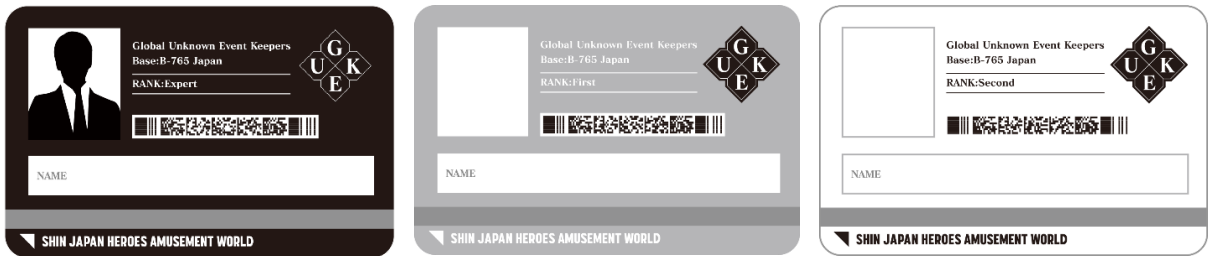 Global Unknown Event Keepers
Base:B-765 Japan
RANK:Expert
G
U K
E
NAME
SHIN JAPAN HEROES AMUSEMENT WORLD
Global Unknown Event Keepers
Base:B-765 Japan
RANK:First
G
U K
E
NAME
SHIN JAPAN HEROES AMUSEMENT WORLD
Global Unknown Event Keepers
Base:B-765 Japan
RANK:Second
G
U K
E
NAME
SHIN JAPAN HEROES AMUSEMENT WORLD